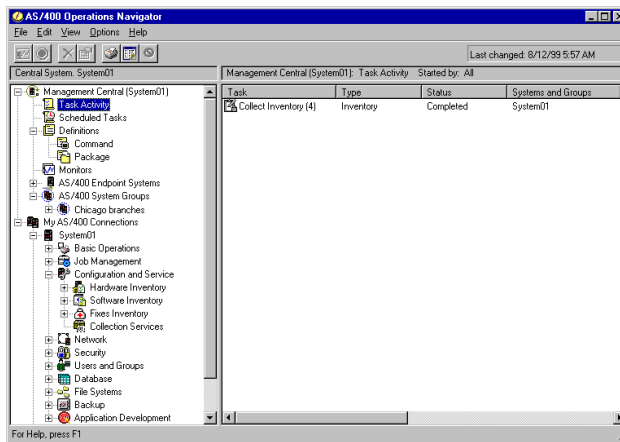 AS/400 Operations Navigator
File Edit View Options Help
Last changed: 8/12/99 5:57 AM
Central System. System01
Management Central (System01): Task Activity Started by: All
Management Central (System01)
Task Activity
Scheduled Tasks
Definitions
Command
Package
Monitors
AS/400 Endpoint Systems
AS/400 System Groups
Chicago branches
My AS/400 Connections
System01
Basic Operations
Job Management
Configuration and Service
Hardware Inventory
Software Inventory
Fixes Inventory
Collection Services
Network
Security
Users and Groups
Database
File Systems
Backup
Application Development
Task Type Status Systems and Groups
Collect Inventory (4) Inventory Completed System01
For Help, press F1